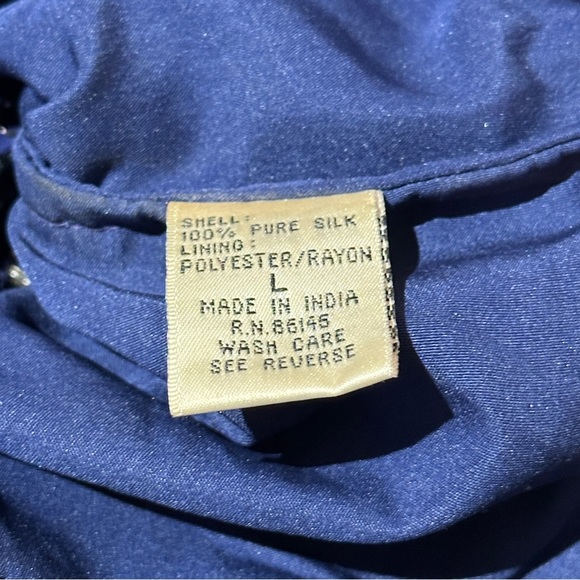 SHELL:
100% PURE SILK
LINING:
POLYESTER/RAYON
L
MADE IN INDIA
R.N.86145
WASH CARE
SEE REVERSE